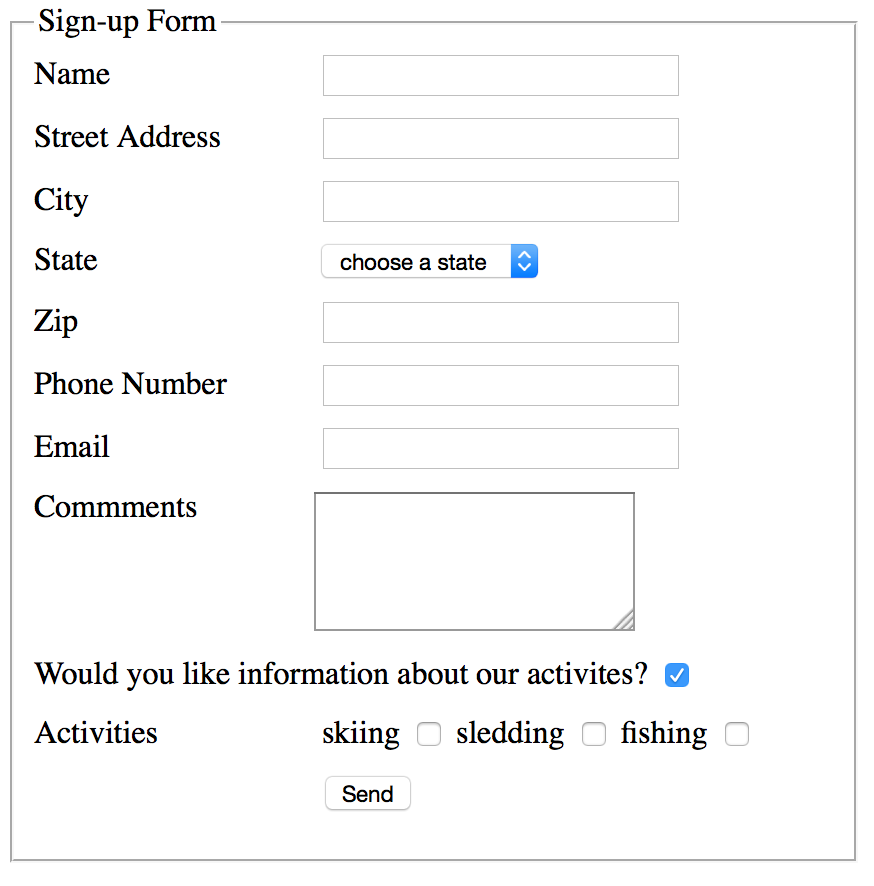 Sign-up Form
Name
Street Address
City
State choose a state
Zip
Phone Number
Email
Commments
Would you like information about our activites?
Activities skiing sledding fishing
Send